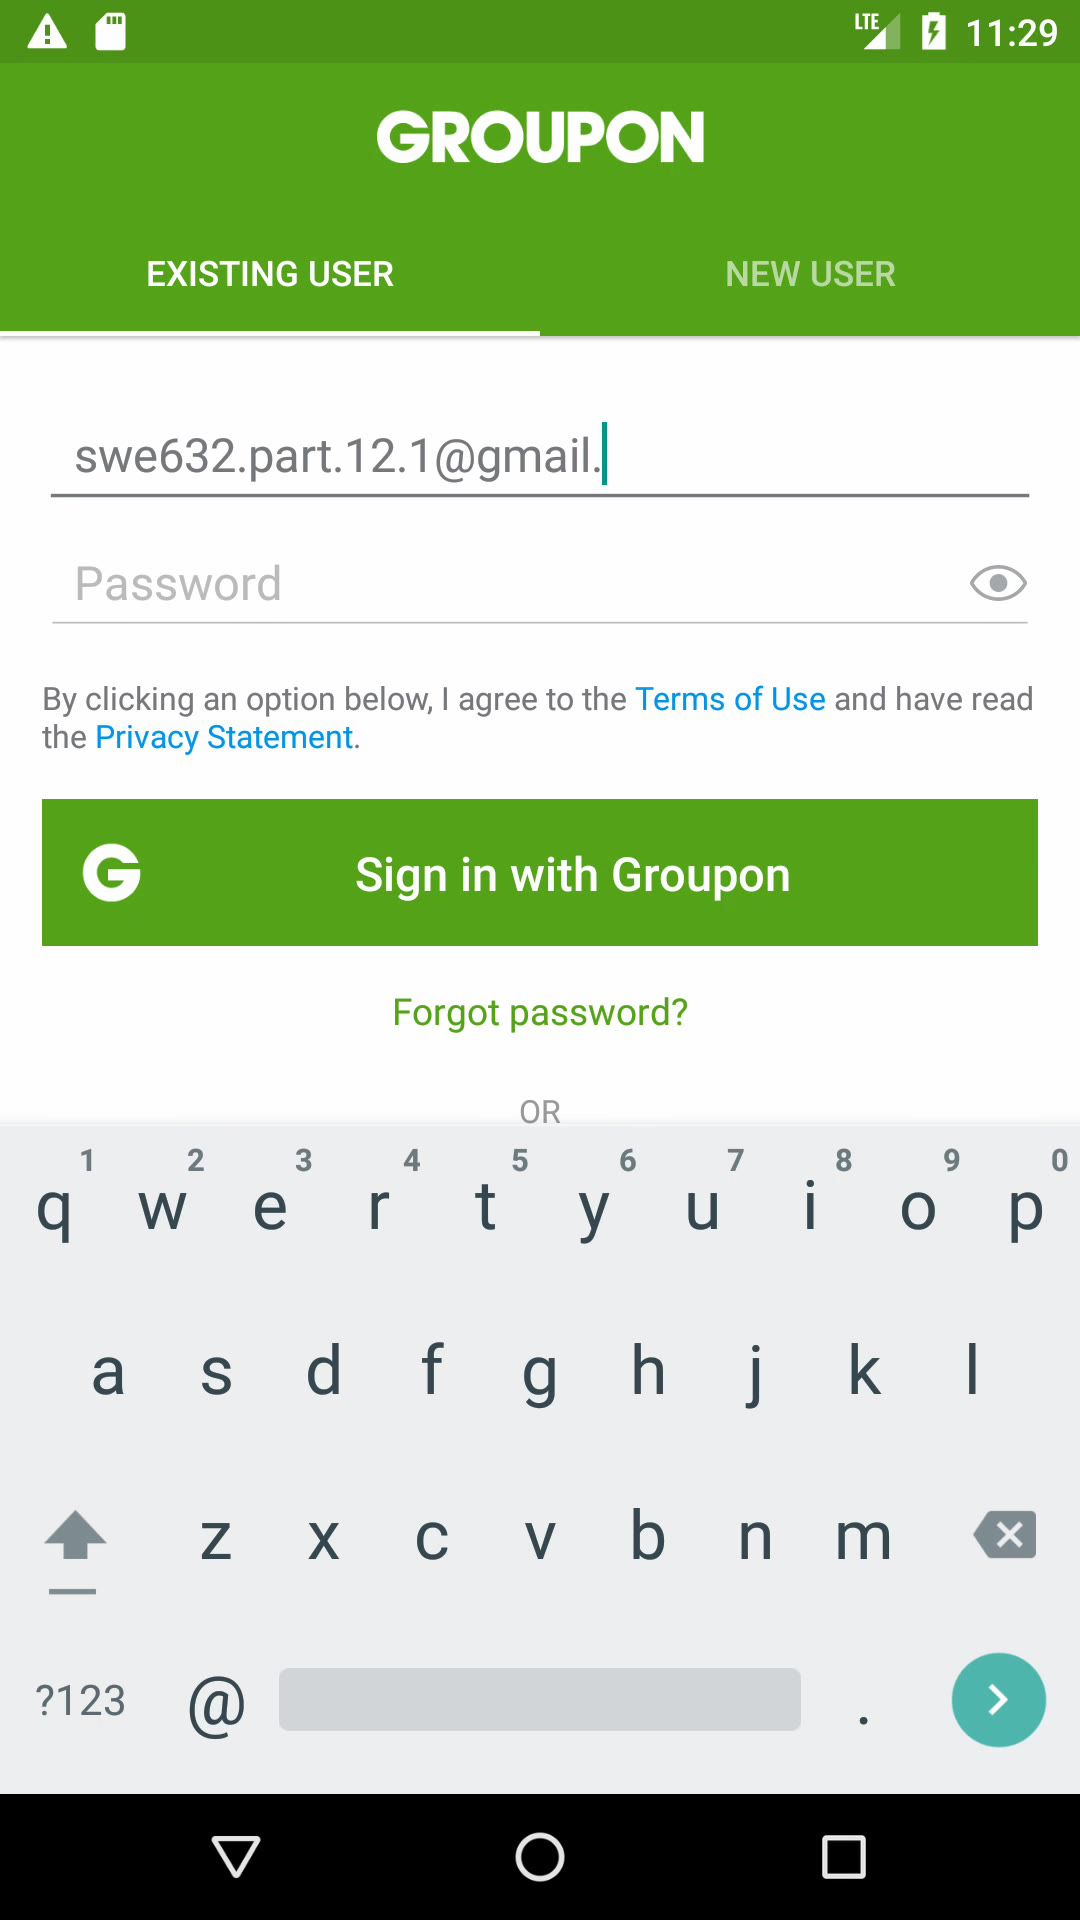 LTE 11:29
GROUPON
EXISTING USER NEW USER
swe632.part.12.1@gmail.
Password
By clicking an option below, I agree to the Terms of Use and have read
the Privacy Statement.
G Sign in with Groupon
Forgot password?
OR
1 2 3 4 5 6 7 8 9 0
q w e r t y u i o p
a s d f g h j k l
z x c v b n m
?123 @ .